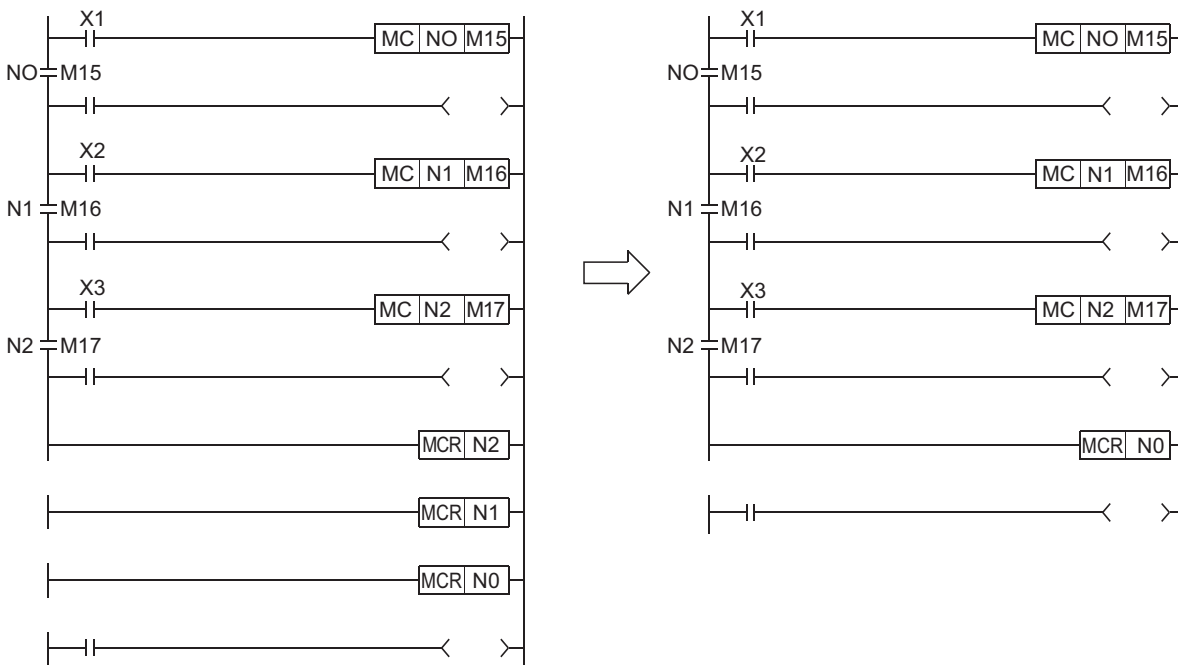 X1
MC NO M15
NO M15
X2
MC N1 M16
N1 M16
X3
MC N2 M17
N2 M17
MCR N2
MCR N1
MCR N0
X1
MC NO M15
NO M15
X2
MC N1 M16
N1 M16
X3
MC N2 M17
N2 M17
MCR N0